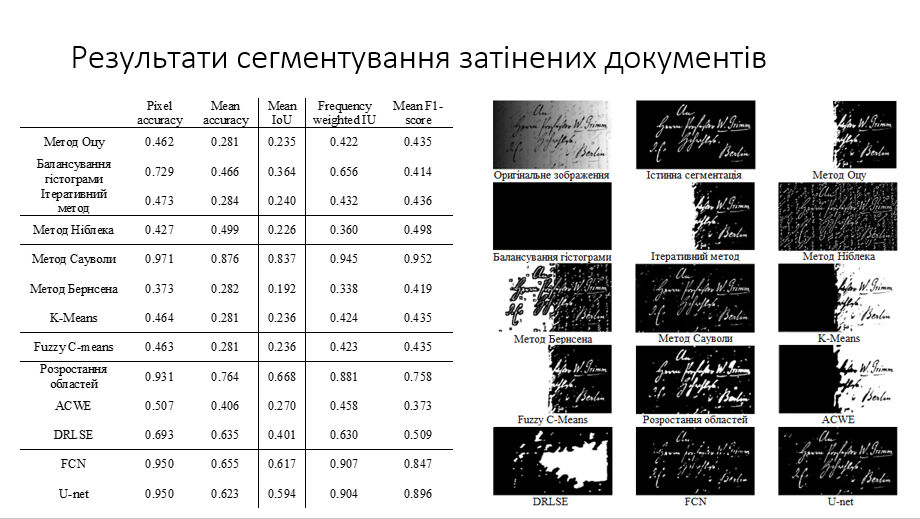 Результати сегментування затінених документів
Pixel accuracy Mean accuracy Mean IoU Frequency weighted IU Mean F1-score
Метод Оцу 0.462 0.281 0.235 0.422 0.435
Балансування гістограми 0.729 0.466 0.364 0.656 0.414
Ітеративний метод 0.473 0.284 0.240 0.432 0.436
Метод Ніблека 0.427 0.499 0.226 0.360 0.498
Метод Сауволи 0.971 0.876 0.837 0.945 0.952
Метод Бернсена 0.373 0.282 0.192 0.338 0.419
K-Means 0.464 0.281 0.236 0.424 0.435
Fuzzy C-means 0.463 0.281 0.236 0.423 0.435
Розростання областей 0.931 0.764 0.668 0.881 0.758
ACWE 0.507 0.406 0.270 0.458 0.373
DRLSE 0.693 0.635 0.401 0.630 0.509
FCN 0.950 0.655 0.617 0.907 0.847
U-net 0.950 0.623 0.594 0.904 0.896
An
W. Grimm
Berlin
Оригінальне зображення Істинна сегментація Метод Оцу
Балансування гістограми Ітеративний метод Метод Ніблека
Метод Бернсена Метод Сауволи K-Means
Fuzzy C-Means Розростання областей ACWE
DRLSE FCN U-net